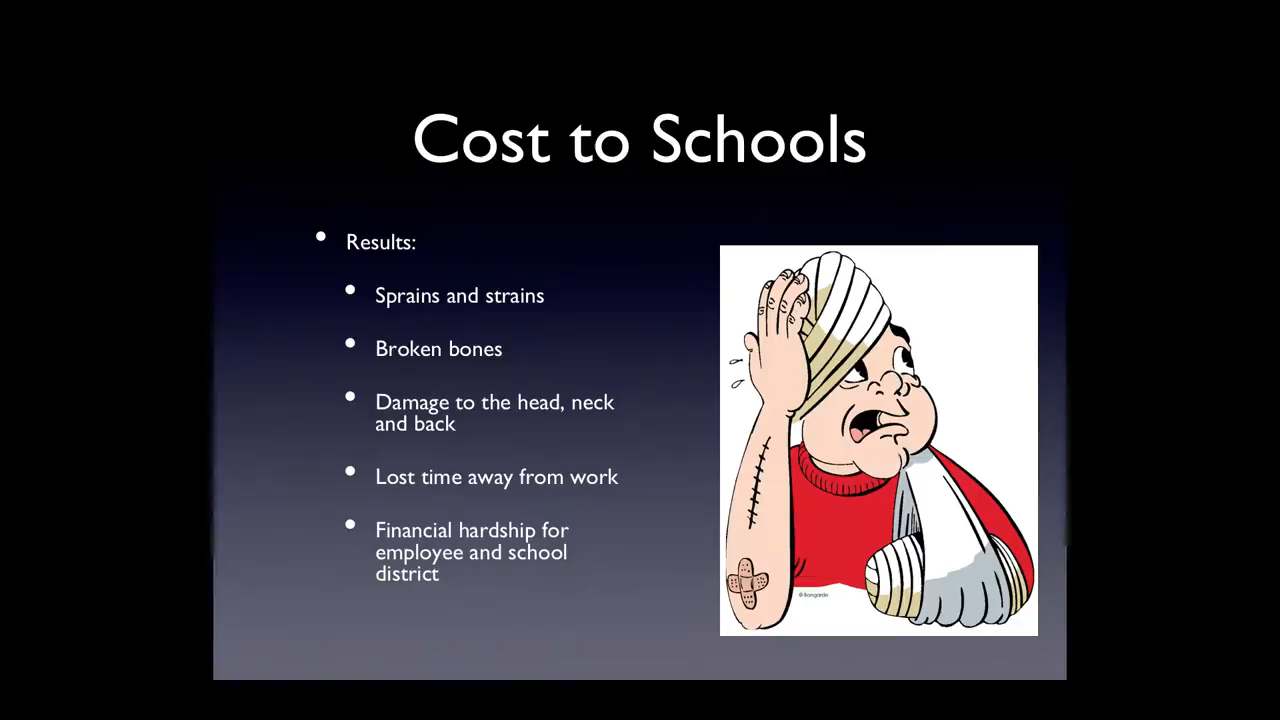 Cost to Schools
• Results:
• Sprains and strains
• Broken bones
• Damage to the head, neck
and back
• Lost time away from work
• Financial hardship for
employee and school
district
© Bongarde